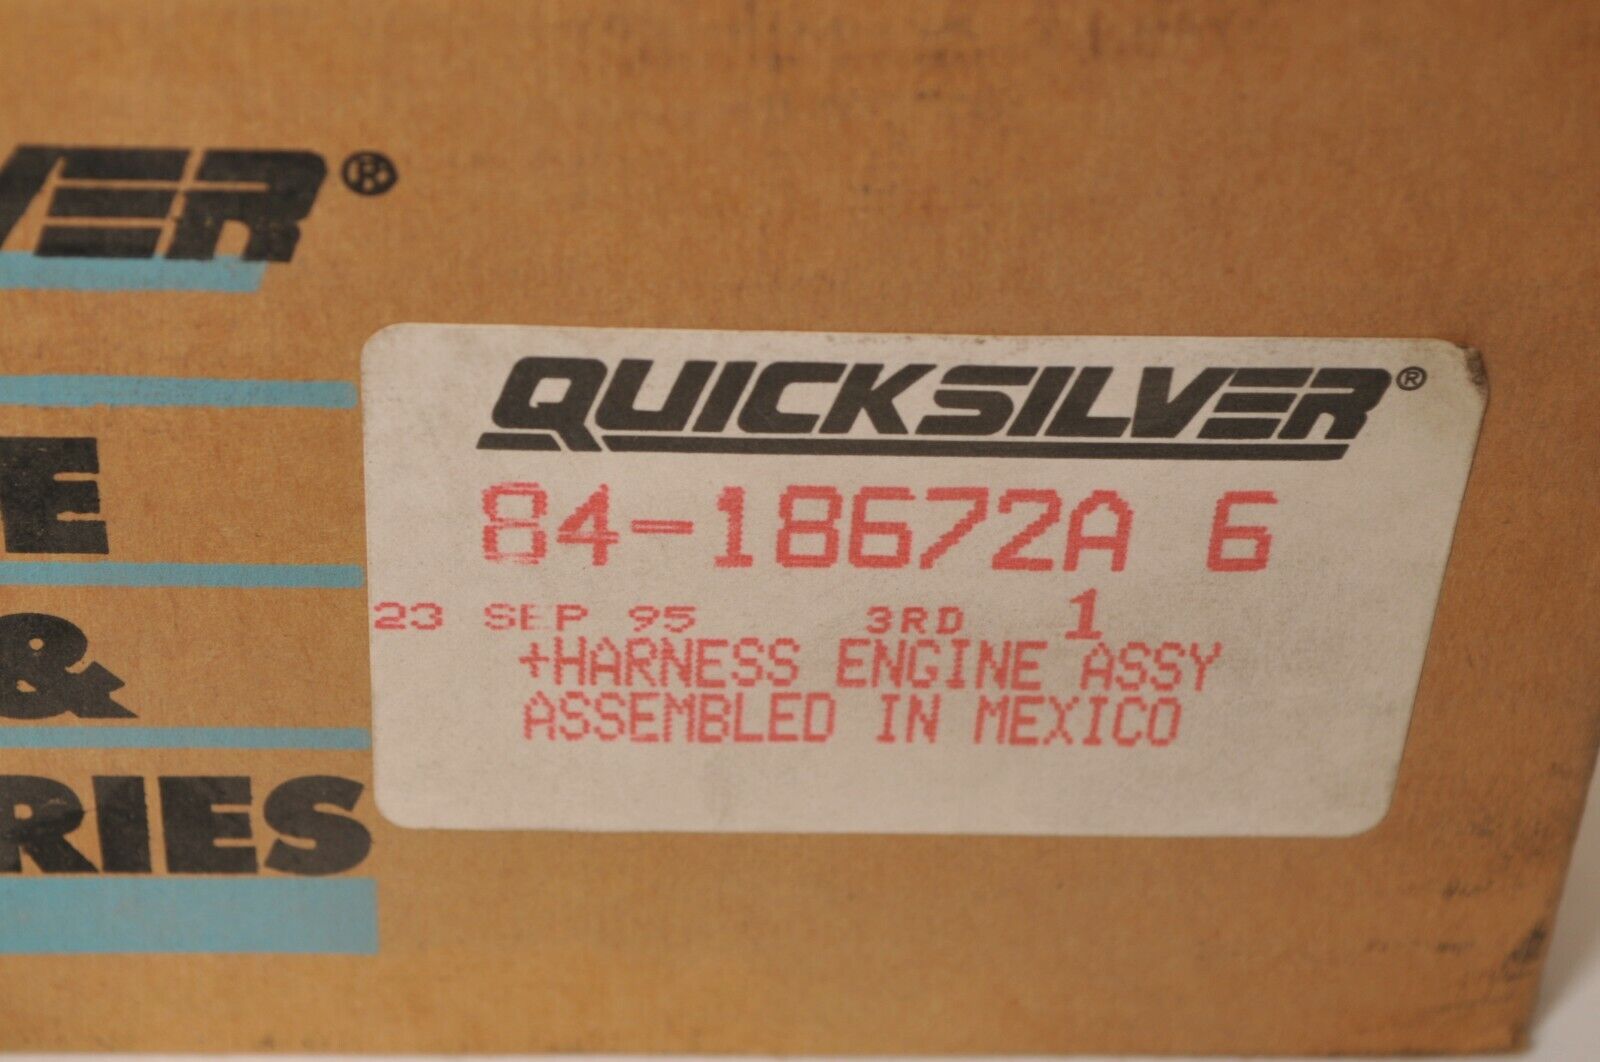 VER®
E
&
RIES
QUICKSILVER®
84-18672A 6
23 SEP 95 3RD 1
+HARNESS ENGINE ASSY
ASSEMBLED IN MEXICO